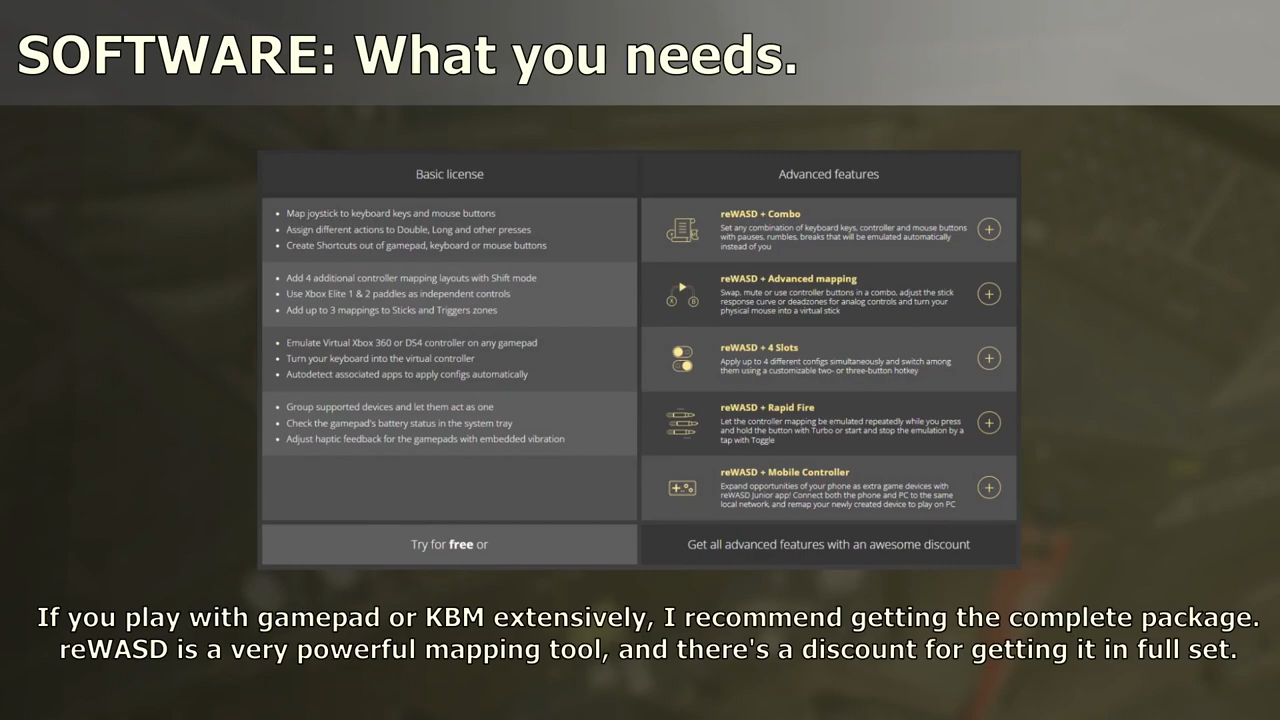 SOFTWARE: What you needs.
Basic license
Advanced features
• Map joystick to keyboard keys and mouse buttons
• Assign different actions to Double, Long and other presses
• Create Shortcuts out of gamepad, keyboard or mouse buttons
• Add 4 additional controller mapping layouts with Shift mode
• Use Xbox Elite 1 & 2 paddles as independent controls
• Add up to 3 mappings to Sticks and Triggers zones
• Emulate Virtual Xbox 360 or DS4 controller on any gamepad
• Turn your keyboard into the virtual controller
• Autodetect associated apps to apply configs automatically
• Group supported devices and let them act as one
• Check the gamepad's battery status in the system tray
• Adjust haptic feedback for the gamepads with embedded vibration
Try for free or
reWASD + Combo
Set any combination of keyboard keys, controller and mouse buttons
with pauses, rumbles, breaks that will be emulated automatically
instead of you
reWASD + Advanced mapping
Swap, mute or use controller buttons in a combo, adjust the stick
response curve or deadzones for analog controls and turn your
physical mouse into a virtual stick
X B
reWASD + 4 Slots
Apply up to 4 different configs simultaneously and switch among
them using a customizable two- or three-button hotkey
reWASD + Rapid Fire
Let the controller mapping be emulated repeatedly while you press
and hold the button with Turbo or start and stop the emulation by a
tap with Toggle
reWASD + Mobile Controller
Expand opportunities of your phone as extra game devices with
reWASD Junior app! Connect both the phone and PC to the same
local network, and remap your newly created device to play on PC
Get all advanced features with an awesome discount
If you play with gamepad or KBM extensively, I recommend getting the complete package.
reWASD is a very powerful mapping tool, and there's a discount for getting it in full set.